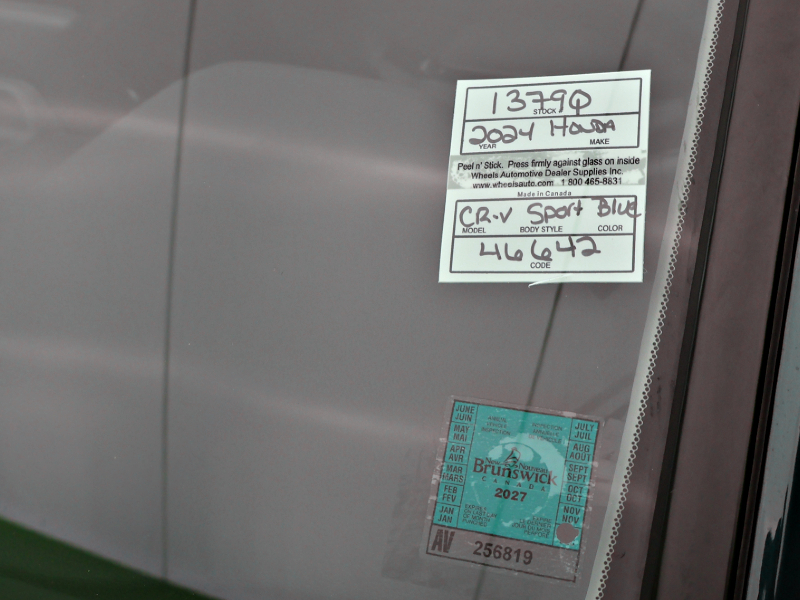 1379Q
STOCK
2024 HONDA
YEAR MAKE
Peel n' Stick. Press firmly against glass on inside
Wheels Automotive Dealer Supplies Inc.
www.wheelsauto.com 1 800 465-8831
Made in Canada
CR-V Sport Blue
MODEL BODY STYLE COLOR
46642
CODE
JUNE
JUIN
JULY
JUIL
MAY
MAI
AUG
AOUT
APR
AVR
SEPT
SEPT
MAR
MARS
OCT
OCT
FEB
FEV
NOV
NOV
JAN
JAN
New Nouveau
Brunswick
CANADA
2027
AV 256819